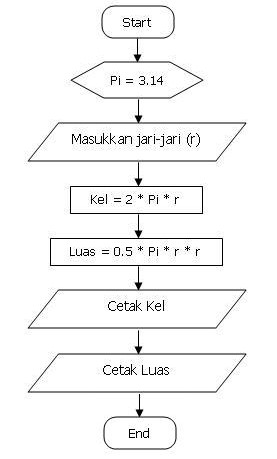 Start
Pi = 3.14
Masukkan jari-jari (r)
Kel = 2 * Pi * r
Luas = 0.5 * Pi * r * r
Cetak Kel
Cetak Luas
End